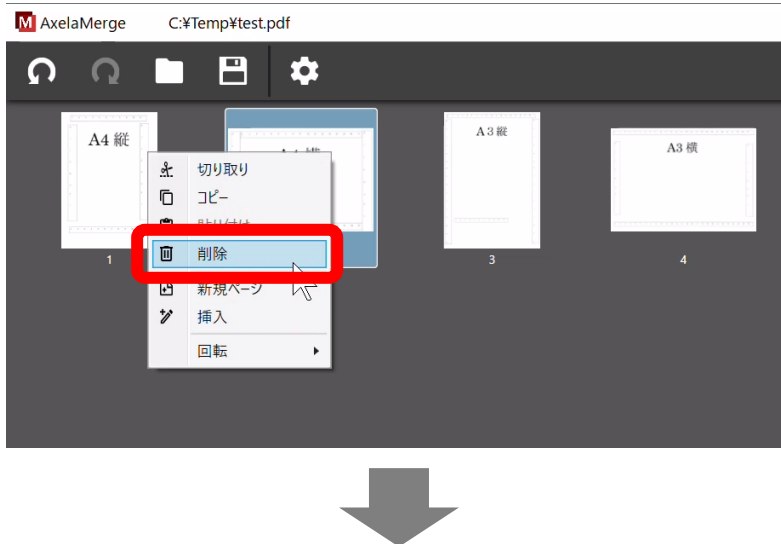 AxelaMerge C:¥Temp¥test.pdf
A4 縦
A3 縦
A3 横
切り取り
コピー
削除
新規ページ
挿入
回転
1
3
4